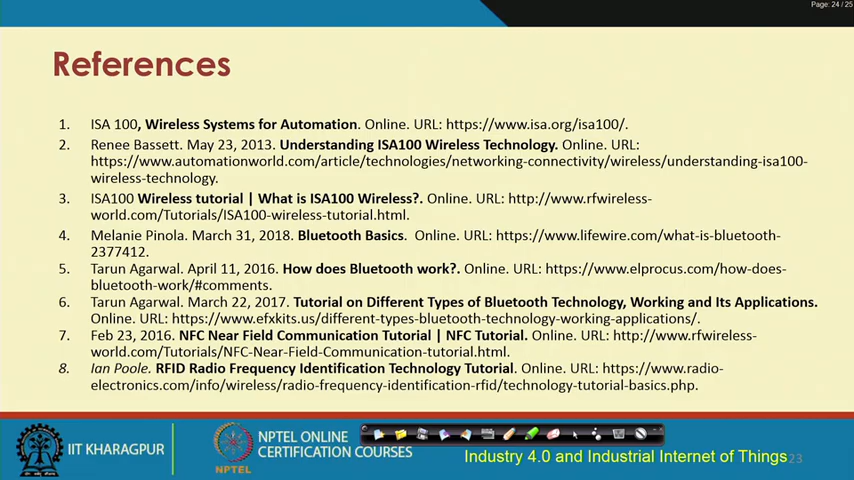 Page: 24 / 25
References
1. ISA 100, Wireless Systems for Automation. Online. URL: https://www.isa.org/isa100/.
2. Renee Bassett. May 23, 2013. Understanding ISA100 Wireless Technology. Online. URL:
https://www.automationworld.com/article/technologies/networking-connectivity/wireless/understanding-isa100-
wireless-technology.
3. ISA100 Wireless tutorial | What is ISA100 Wireless?. Online. URL: http://www.rfwireless-
world.com/Tutorials/ISA100-wireless-tutorial.html.
4. Melanie Pinola. March 31, 2018. Bluetooth Basics. Online. URL: https://www.lifewire.com/what-is-bluetooth-
2377412.
5. Tarun Agarwal. April 11, 2016. How does Bluetooth work?. Online. URL: https://www.elprocus.com/how-does-
bluetooth-work/#comments.
6. Tarun Agarwal. March 22, 2017. Tutorial on Different Types of Bluetooth Technology, Working and Its Applications.
Online. URL: https://www.efxkits.us/different-types-bluetooth-technology-working-applications/.
7. Feb 23, 2016. NFC Near Field Communication Tutorial | NFC Tutorial. Online. URL: http://www.rfwireless-
world.com/Tutorials/NFC-Near-Field-Communication-tutorial.html.
8. Ian Poole. RFID Radio Frequency Identification Technology Tutorial. Online. URL: https://www.radio-
electronics.com/info/wireless/radio-frequency-identification-rfid/technology-tutorial-basics.php.
IIT KHARAGPUR
NPTEL
NPTEL ONLINE
CERTIFICATION COURSES
Industry 4.0 and Industrial Internet of Things
23